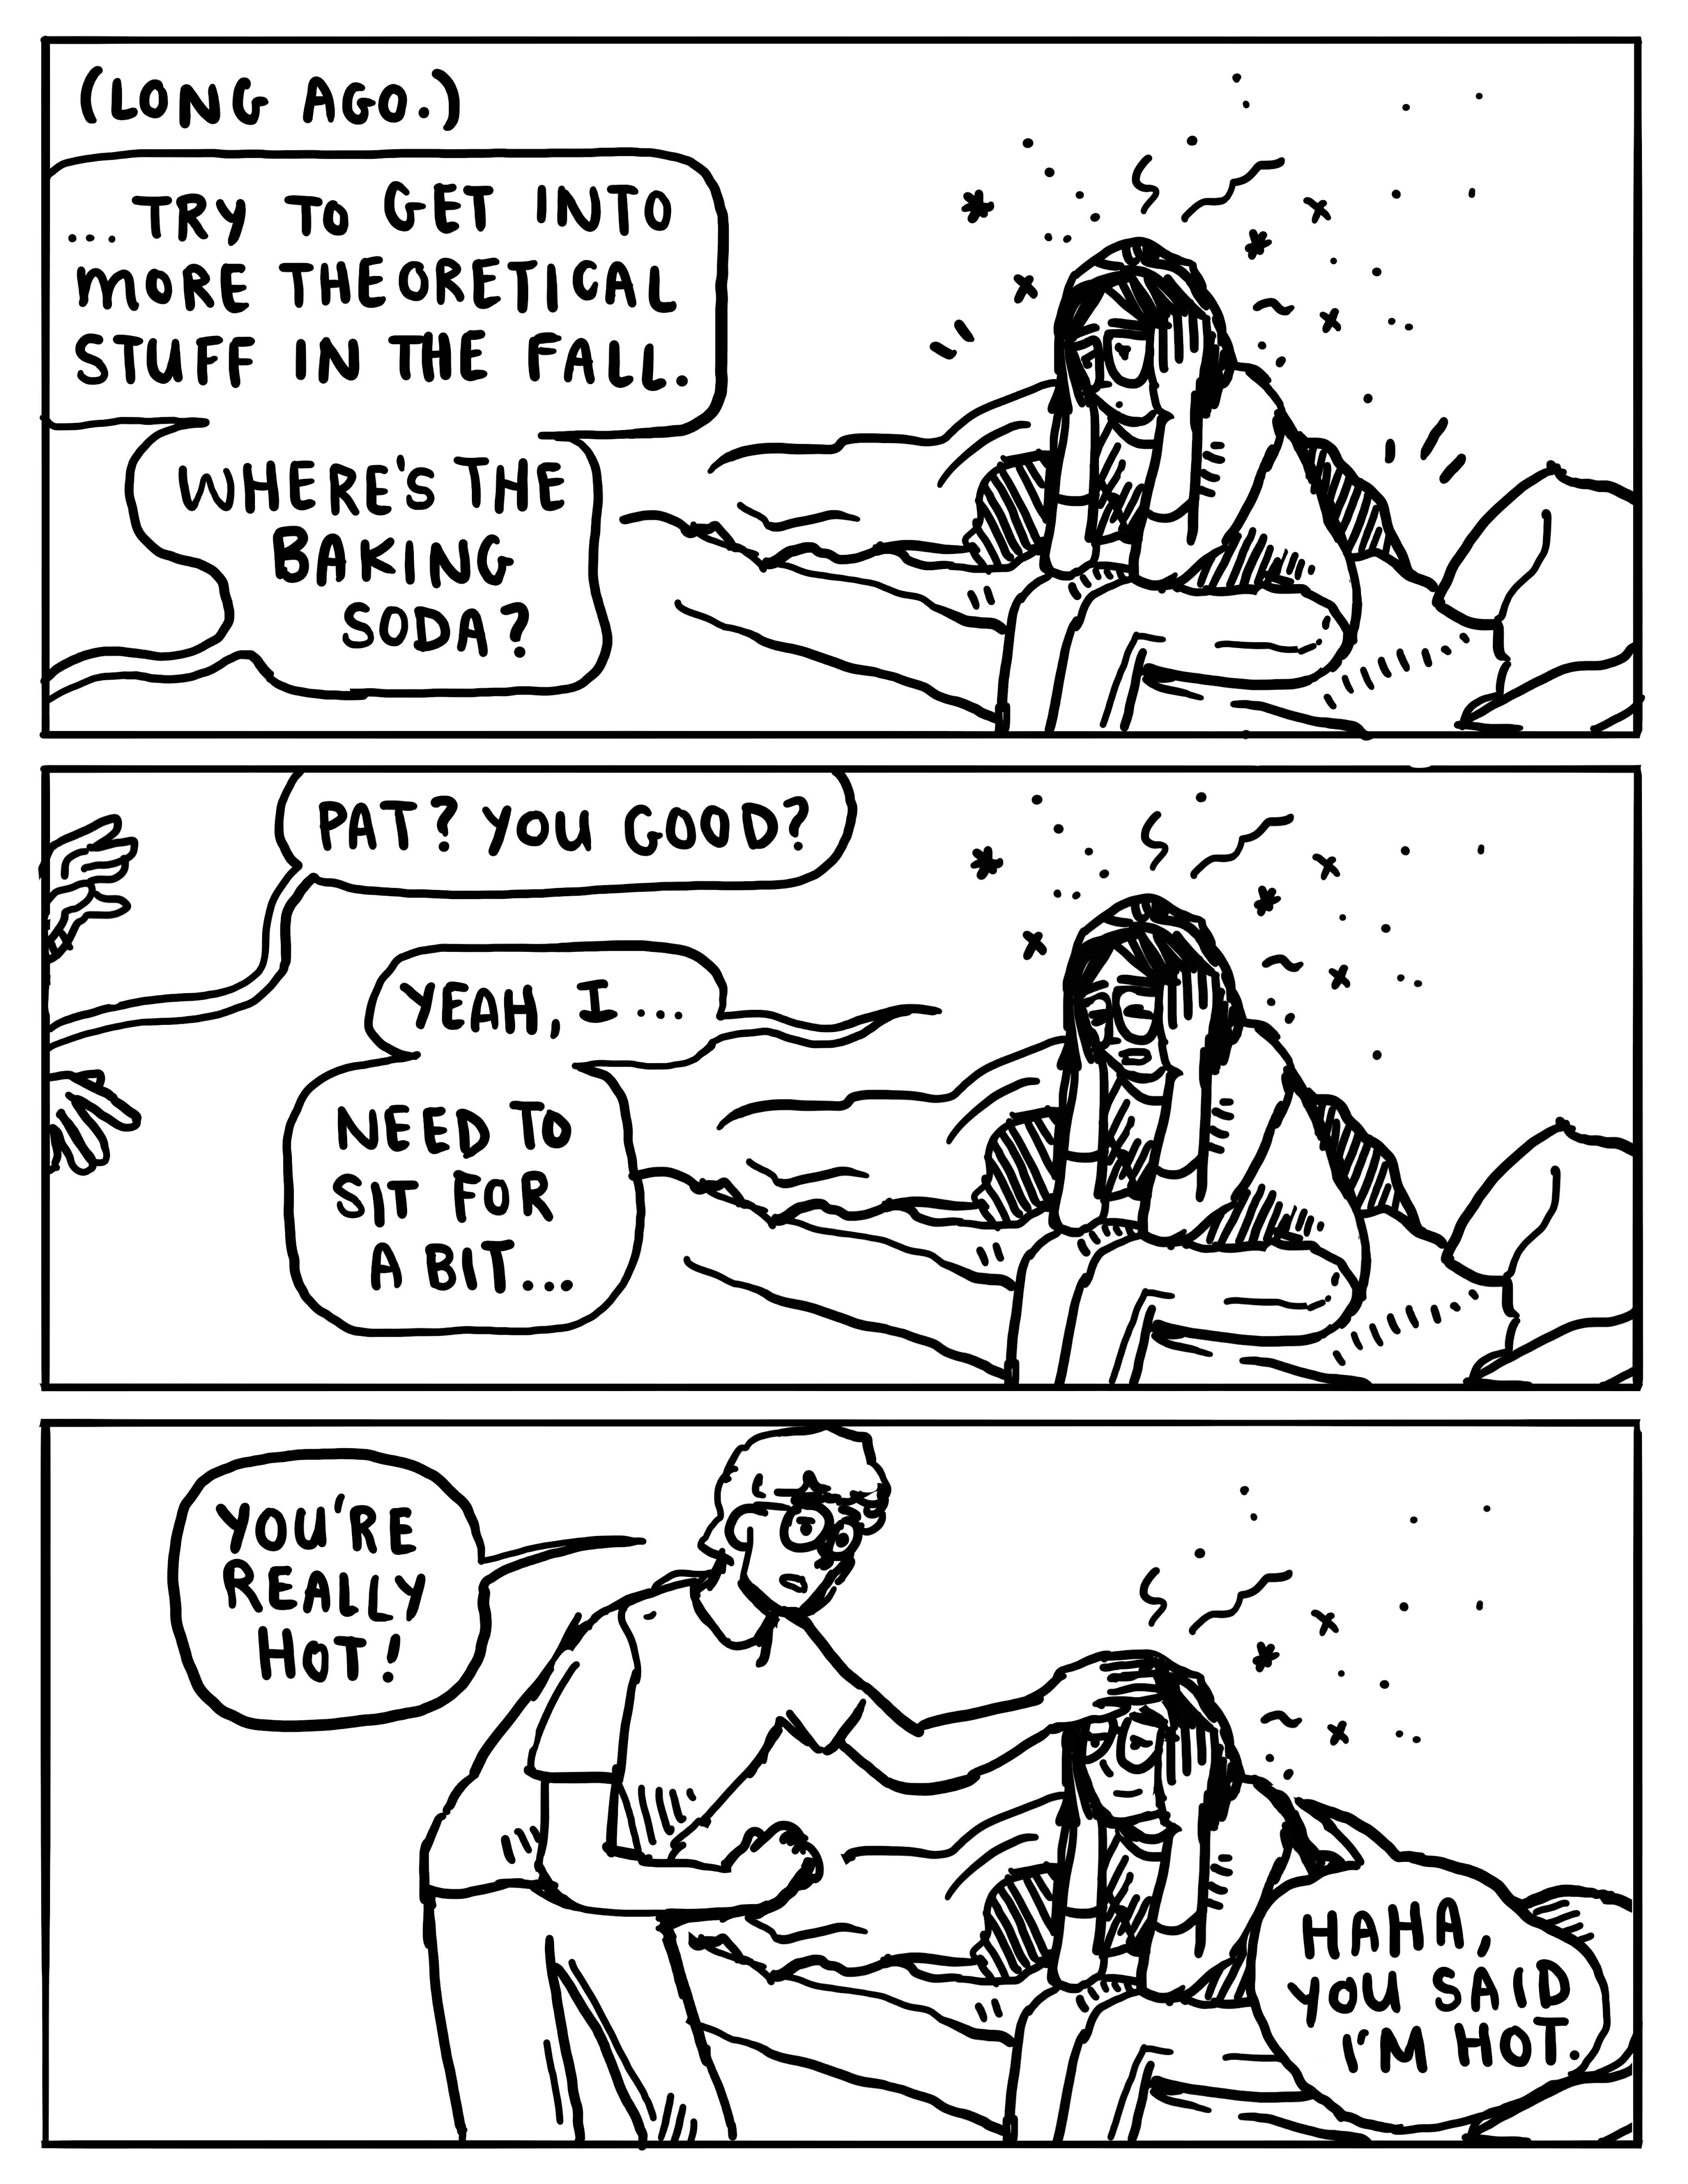 (LONG AGO.)
...TRY TO GET INTO
MORE THEORETICAL
STUFF IN THE FALL.
WHERE'S THE
BAKING
SODA?
PAT? YOU GOOD?
YEAH, I...
NEED TO
SIT FOR
A BIT...
YOU'RE
REALLY
HOT!
HAHA,
YOU SAID
I'M HOT.